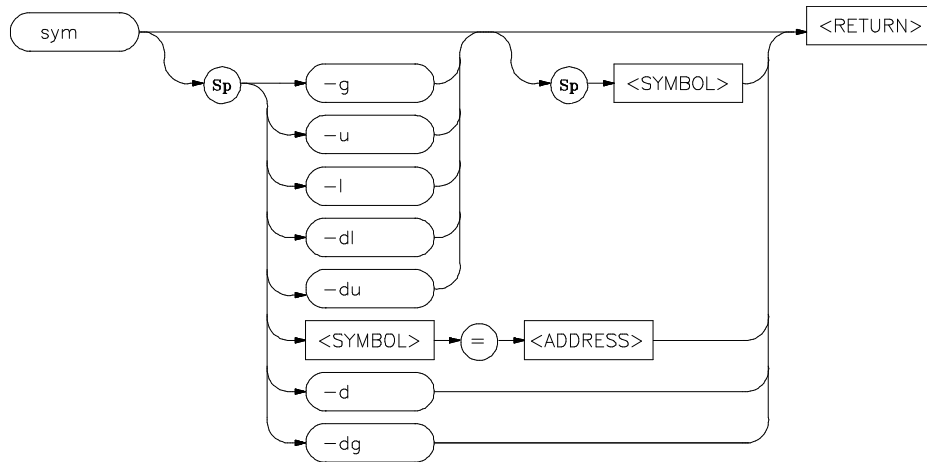 sym
<RETURN>
Sp
-g
Sp
<SYMBOL>
-u
-l
-dl
-du
<SYMBOL> = <ADDRESS>
-d
-dg